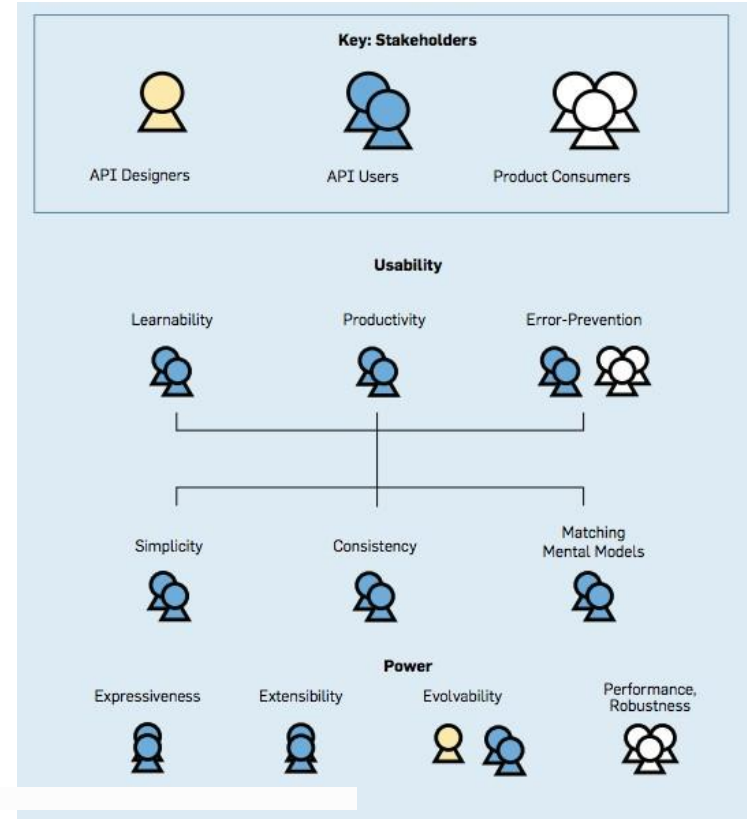 Key: Stakeholders
API Designers
API Users
Product Consumers
Usability
Learnability
Productivity
Error-Prevention
Simplicity
Consistency
Matching
Mental Models
Power
Expressiveness
Extensibility
Evolvability
Performance,
Robustness